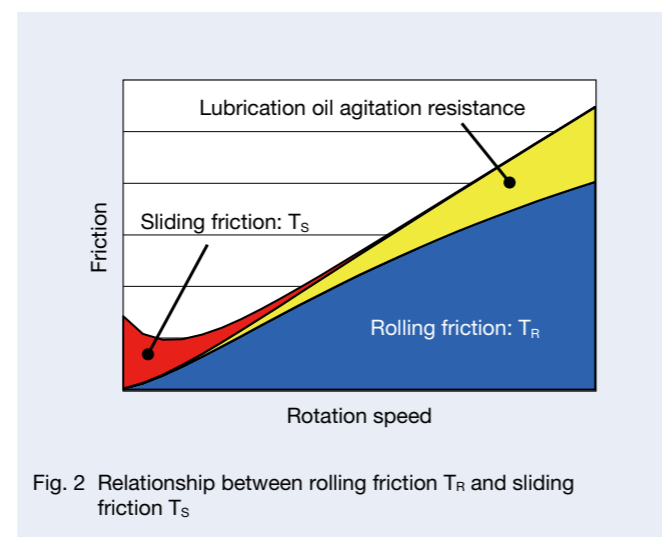 Lubrication oil agitation resistance
Sliding friction: TS
Friction
Rolling friction: TR
Rotation speed
Fig. 2 Relationship between rolling friction TR and sliding
friction TS